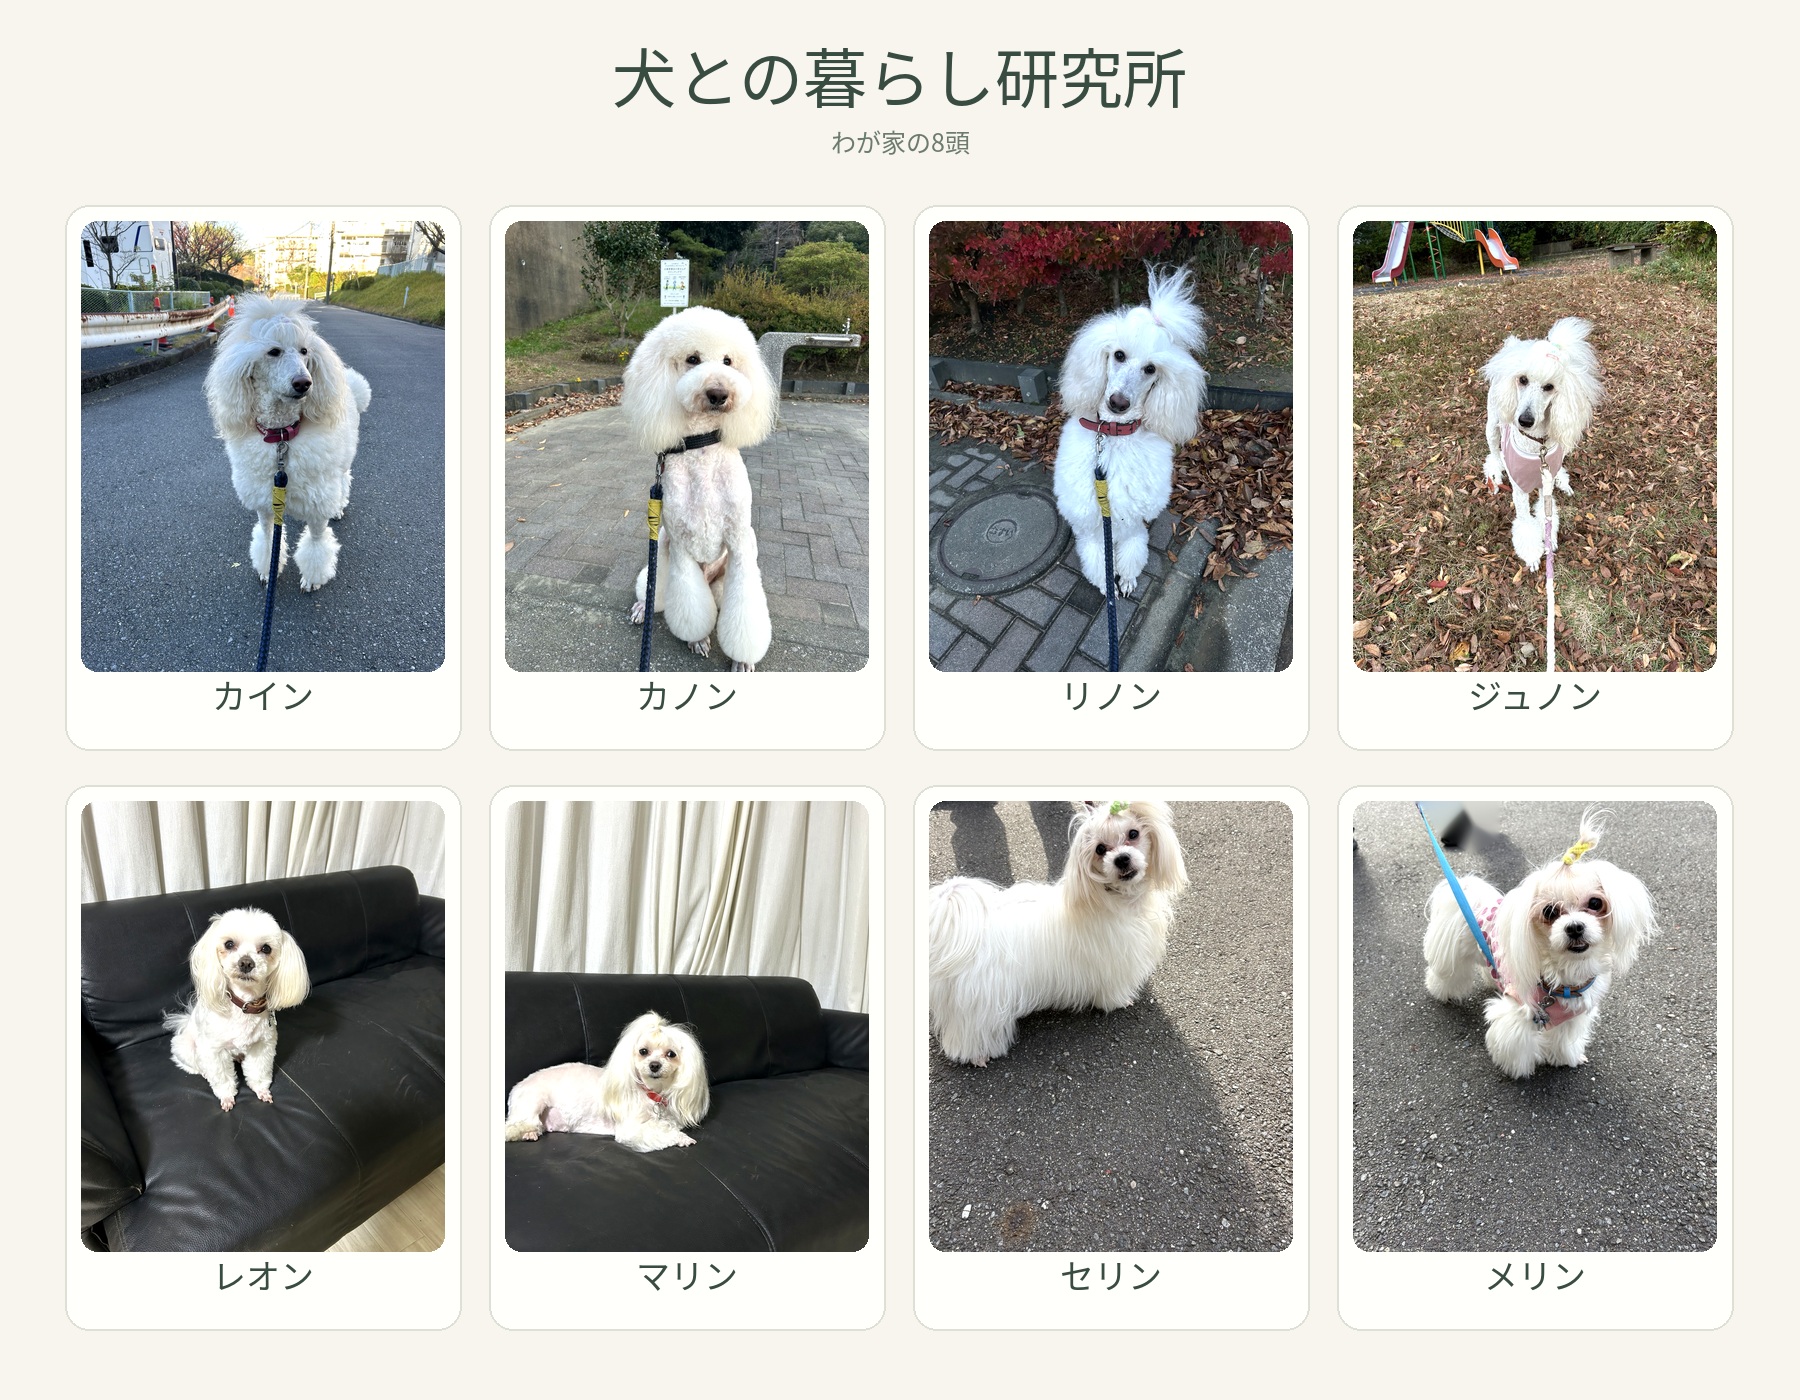 犬との暮らし研究所
わが家の8頭
カイン
カノン
リノン
ジュノン
レオン
マリン
セリン
メリン